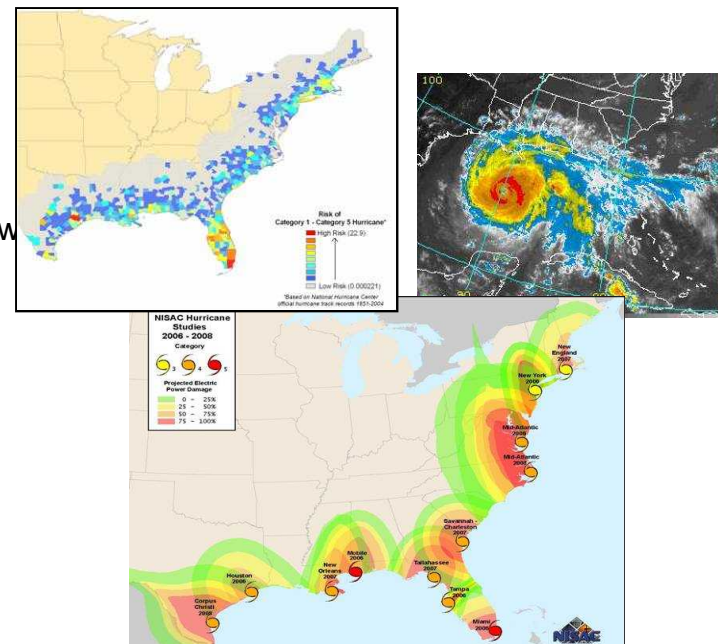 Risk of
Category 1 - Category 5 Hurricane*
High Risk (22.9)
Low Risk (0.000221)
*Based on National Hurricane Center
official hurricane track records 1851-2004
100
w
NISAC Hurricane
Studies
2006 - 2008
Category
3 4 5
Projected Electric
Power Damage
0 - 25%
25 - 50%
50 - 75%
75 - 100%
New
England
2007
New York
2006
Mid-Atlantic
Mid-Atlantic
Savannah -
Charleston
2007
Mobile
2006
New
Orleans
2007
Tallahassee
2007
Houston
2006
Tampa
2006
Corpus
Christi
2008
Miami
NISAC